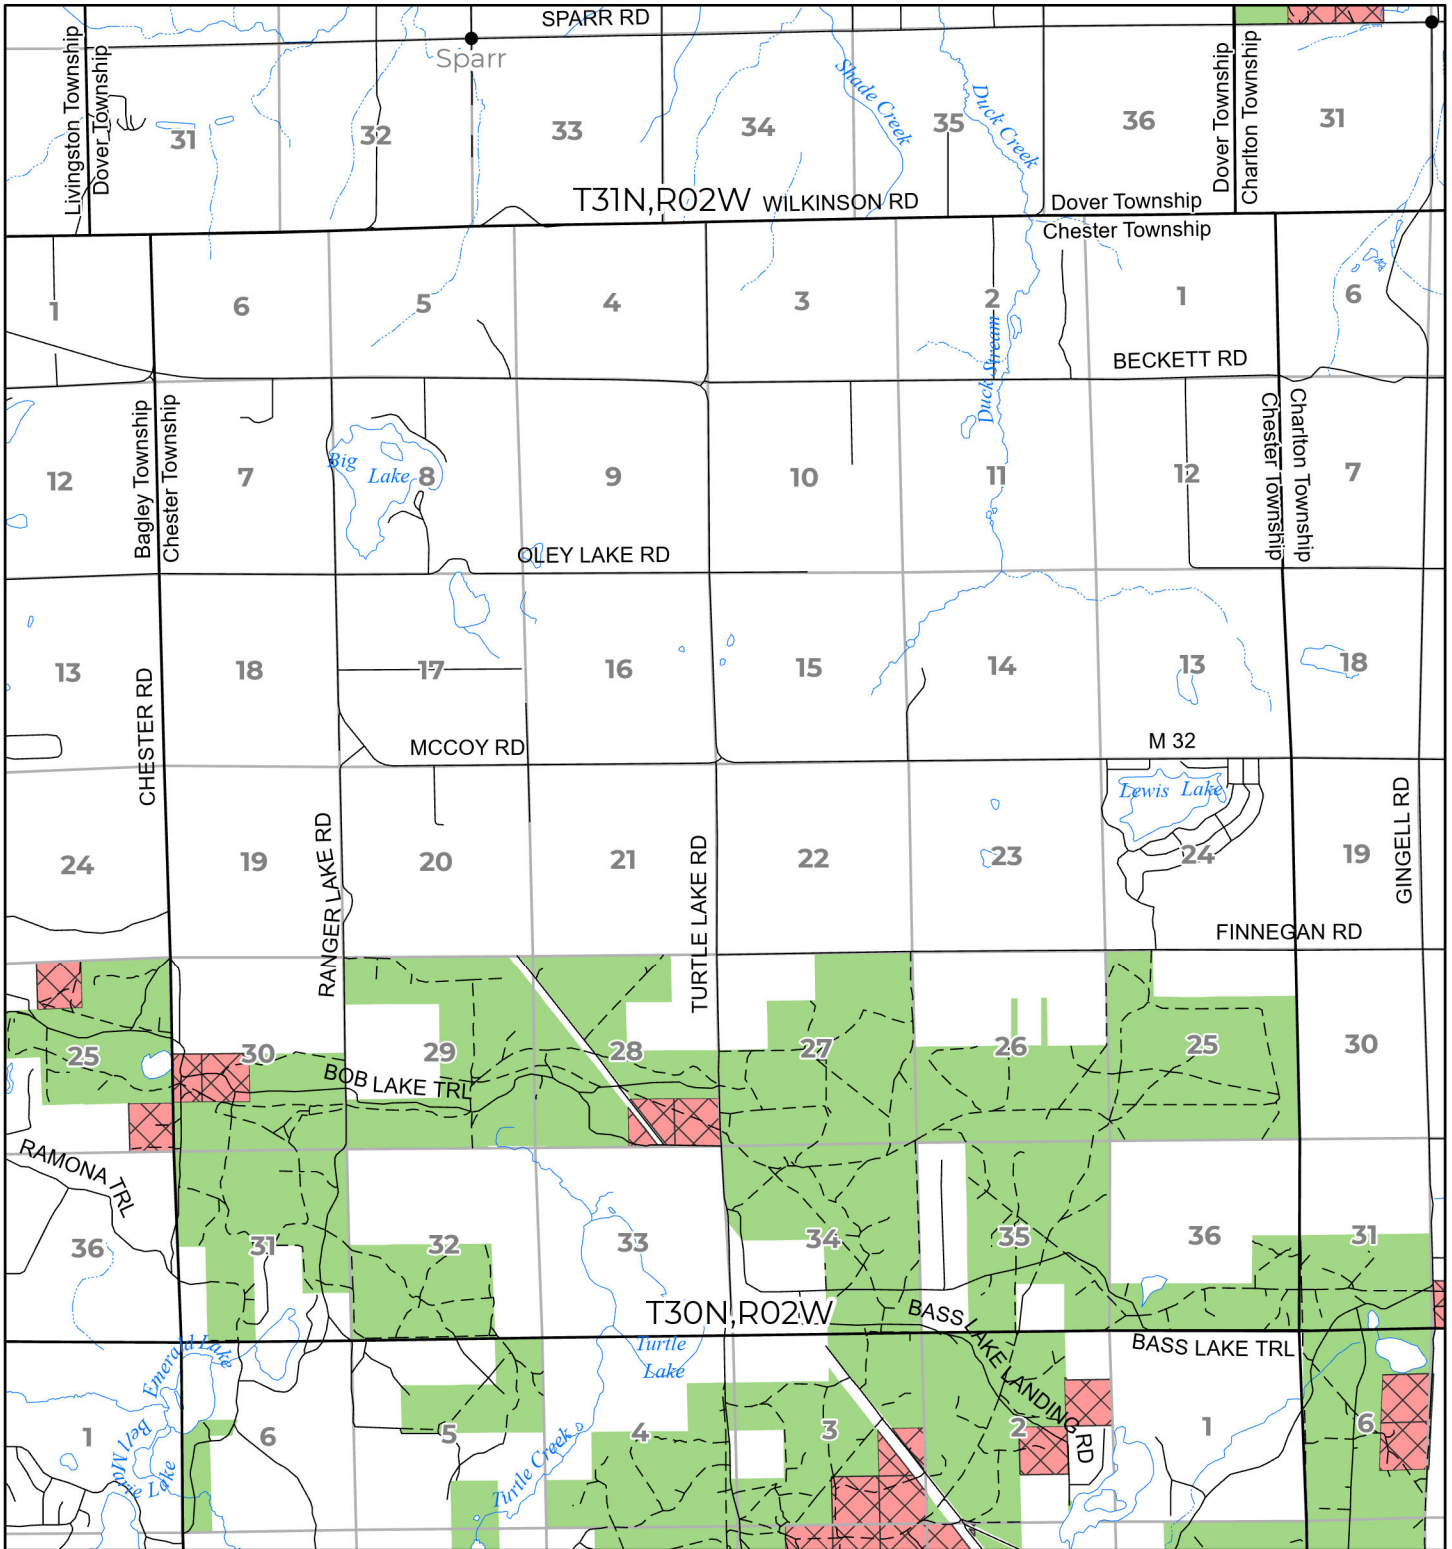 SPARR RD
Sparr
Livingston Township
Dover Township
Shade Creek
Duck Creek
Dover Township
Charlton Township
31
32
33
34
35
36
31
T31N,R02W
WILKINSON RD
Dover Township
Chester Township
1
6
5
4
3
2
1
6
Duck Stream
BECKETT RD
Bagley Township
Chester Township
Chester Township
Charlton Township
Big
Lake
12
7
8
9
10
11
12
7
OLEY LAKE RD
13
18
17
16
15
14
13
18
CHESTER RD
MCCOY RD
M 32
Lewis Lake
GINGELL RD
24
19
20
21
22
23
24
19
RANGER LAKE RD
TURTLE LAKE RD
FINNEGAN RD
25
30
29
28
27
26
25
30
BOB LAKE TRL
RAMONA TRL
36
31
32
33
34
35
36
31
T30N,R02W
BASS LAKE LANDING RD
BASS LAKE TRL
Emerald Lake
Turtle
Lake
1
6
5
4
3
2
1
6
Bell Marie Lake
Turtle Creek